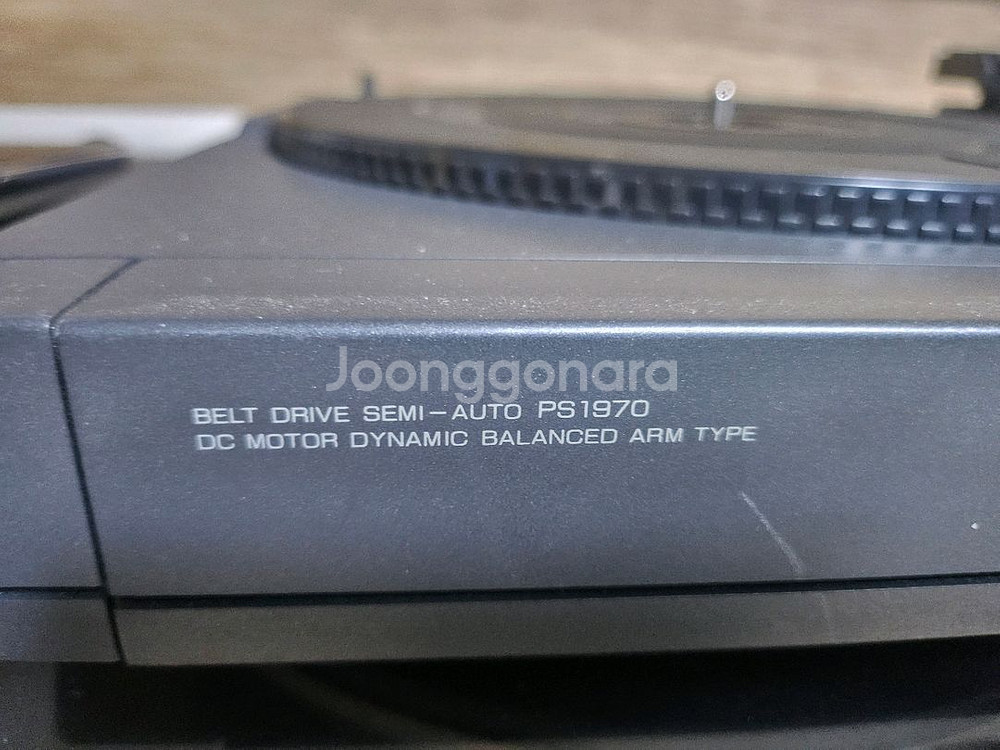 Joonggonara
BELT DRIVE SEMI-AUTO PS1970
DC MOTOR DYNAMIC BALANCED ARM TYPE